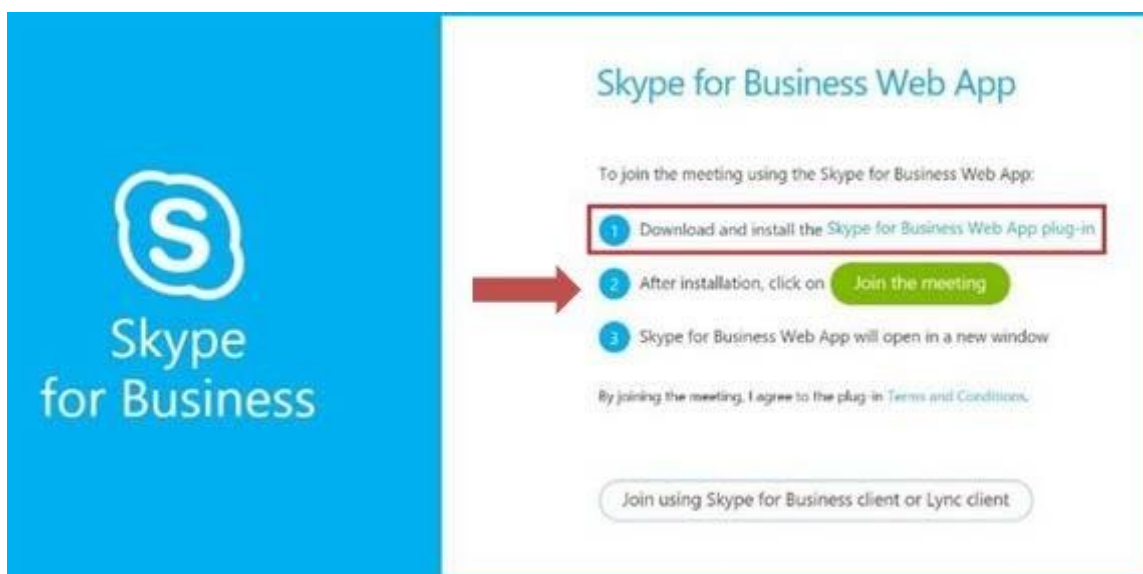 S
Skype
for Business
Skype for Business Web App
To join the meeting using the Skype for Business Web App:
1 Download and install the Skype for Business Web App plug-in
2 After installation, click on Join the meeting
3 Skype for Business Web App will open in a new window
By joining the meeting, I agree to the plug-in Terms and Conditions.
Join using Skype for Business client or Lync client